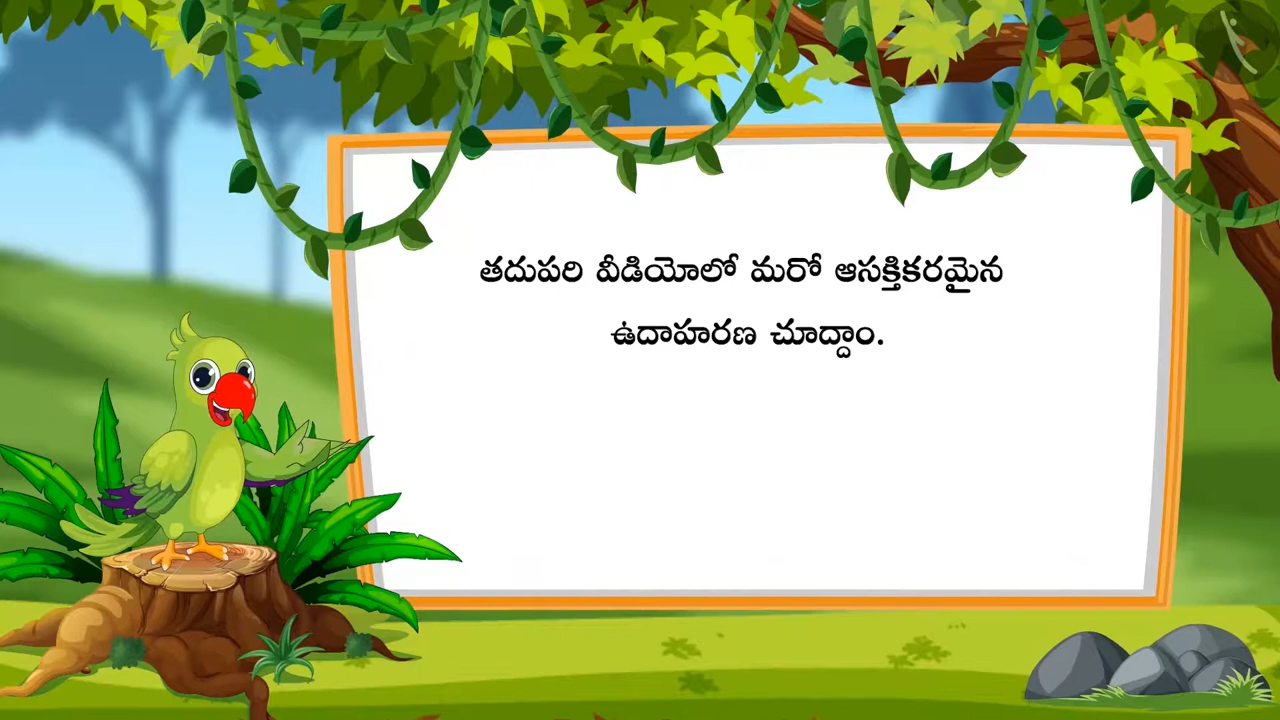 తదుపరి వీడియోలో మరో ఆసక్తికరమైన
ఉదాహరణ చూద్దాం.